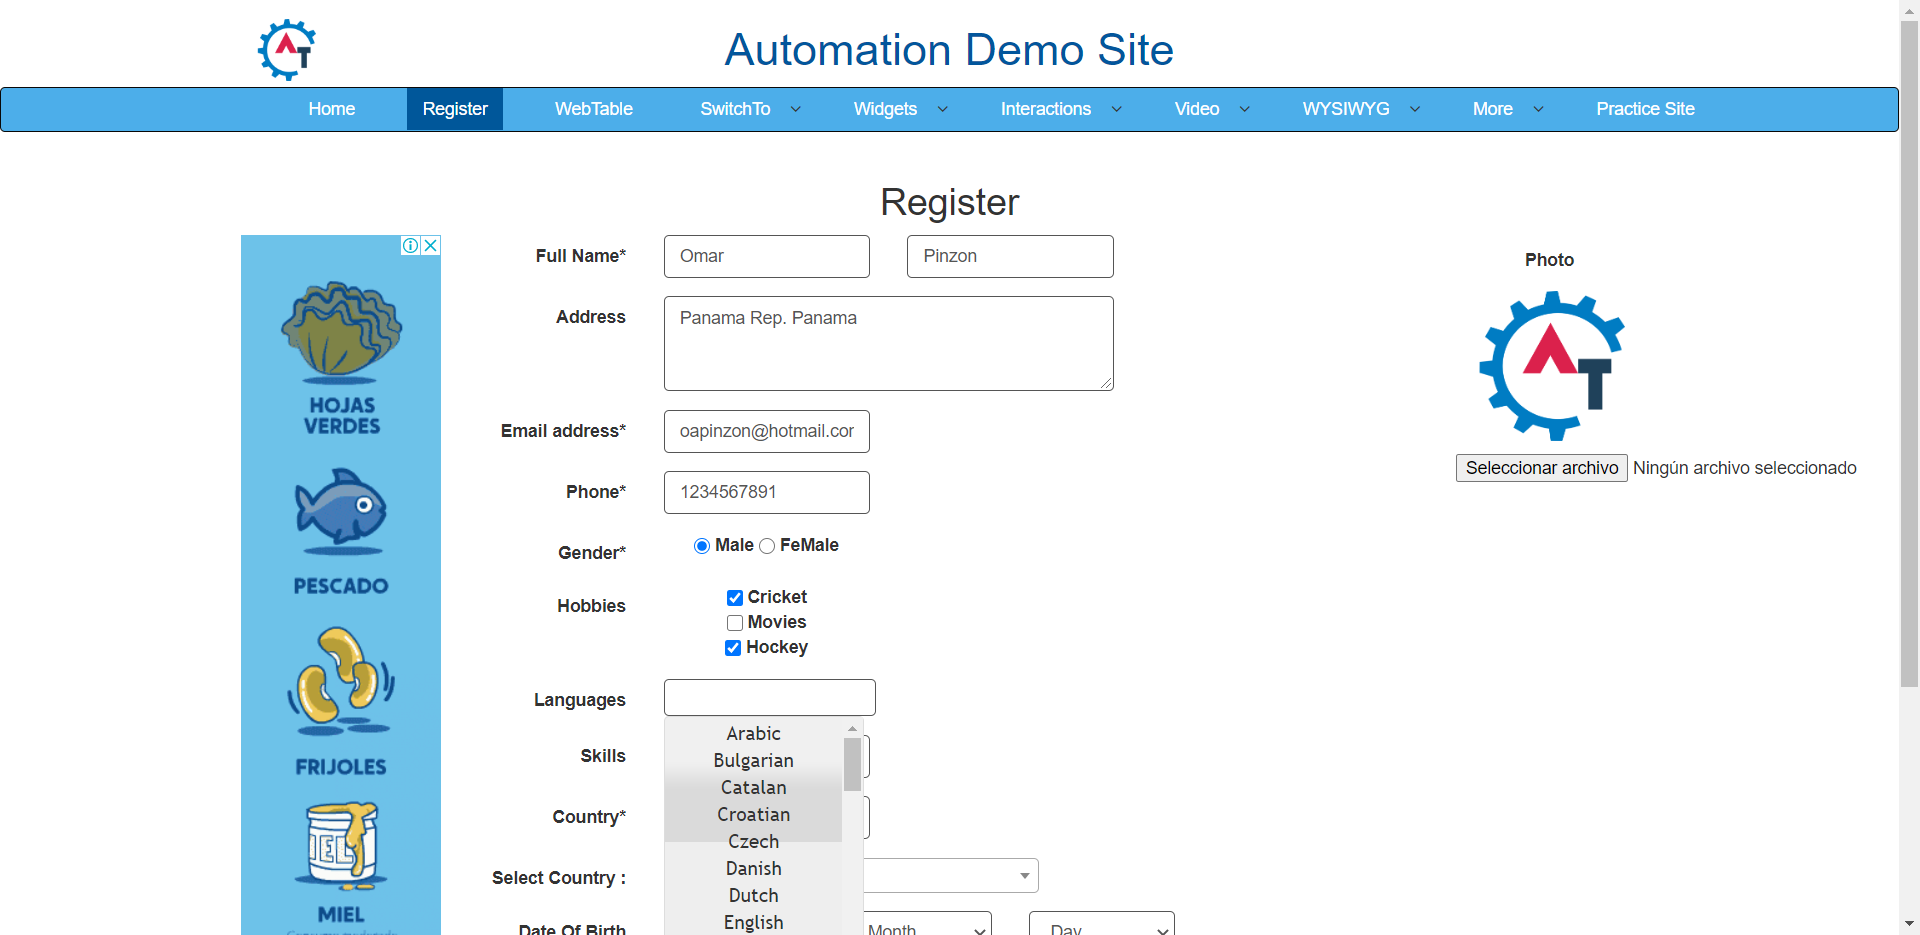 AT
Automation Demo Site
Home Register WebTable SwitchTo Widgets Interactions Video WYSIWYG More Practice Site
Register
Full Name* Omar Pinzon
Address Panama Rep. Panama
Email address* oapinzon@hotmail.cor
Phone* 1234567891
Gender* Male FeMale
Hobbies Cricket
Movies
Hockey
Languages
Arabic
Bulgarian
Catalan
Croatian
Czech
Danish
Dutch
English
Skills
Country*
Select Country :
Date Of Birth Month Day
Photo
AT
Seleccionar archivo Ningún archivo seleccionado
HOJAS
VERDES
PESCADO
FRIJOLES
MIEL
MIEL